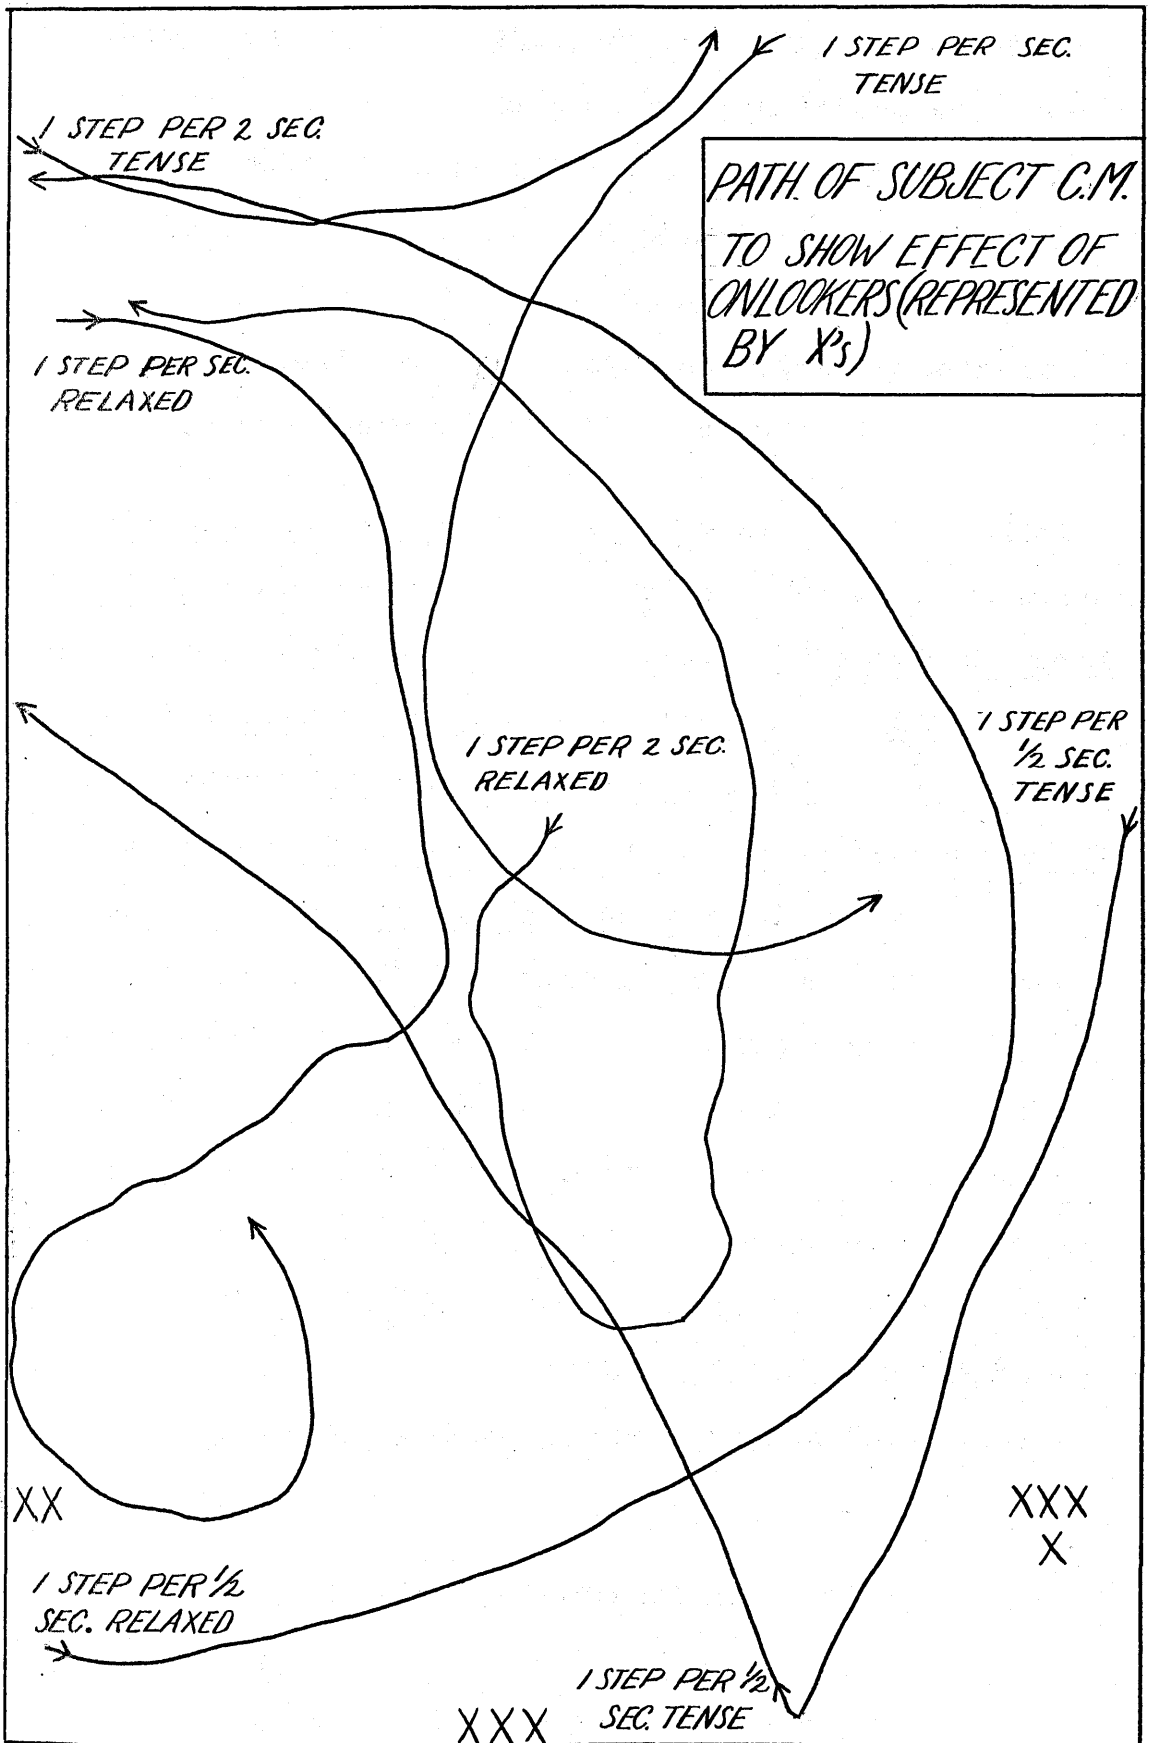 1 STEP PER SEC.
TENSE
1 STEP PER 2 SEC.
TENSE
PATH OF SUBJECT C.M.
TO SHOW EFFECT OF
ONLOOKERS (REPRESENTED
BY X's)
1 STEP PER SEC.
RELAXED
1 STEP PER
1/2 SEC.
TENSE
1 STEP PER 2 SEC.
RELAXED
XX
XXX
X
1 STEP PER 1/2
SEC. RELAXED
1 STEP PER 1/2
SEC. TENSE
XXX